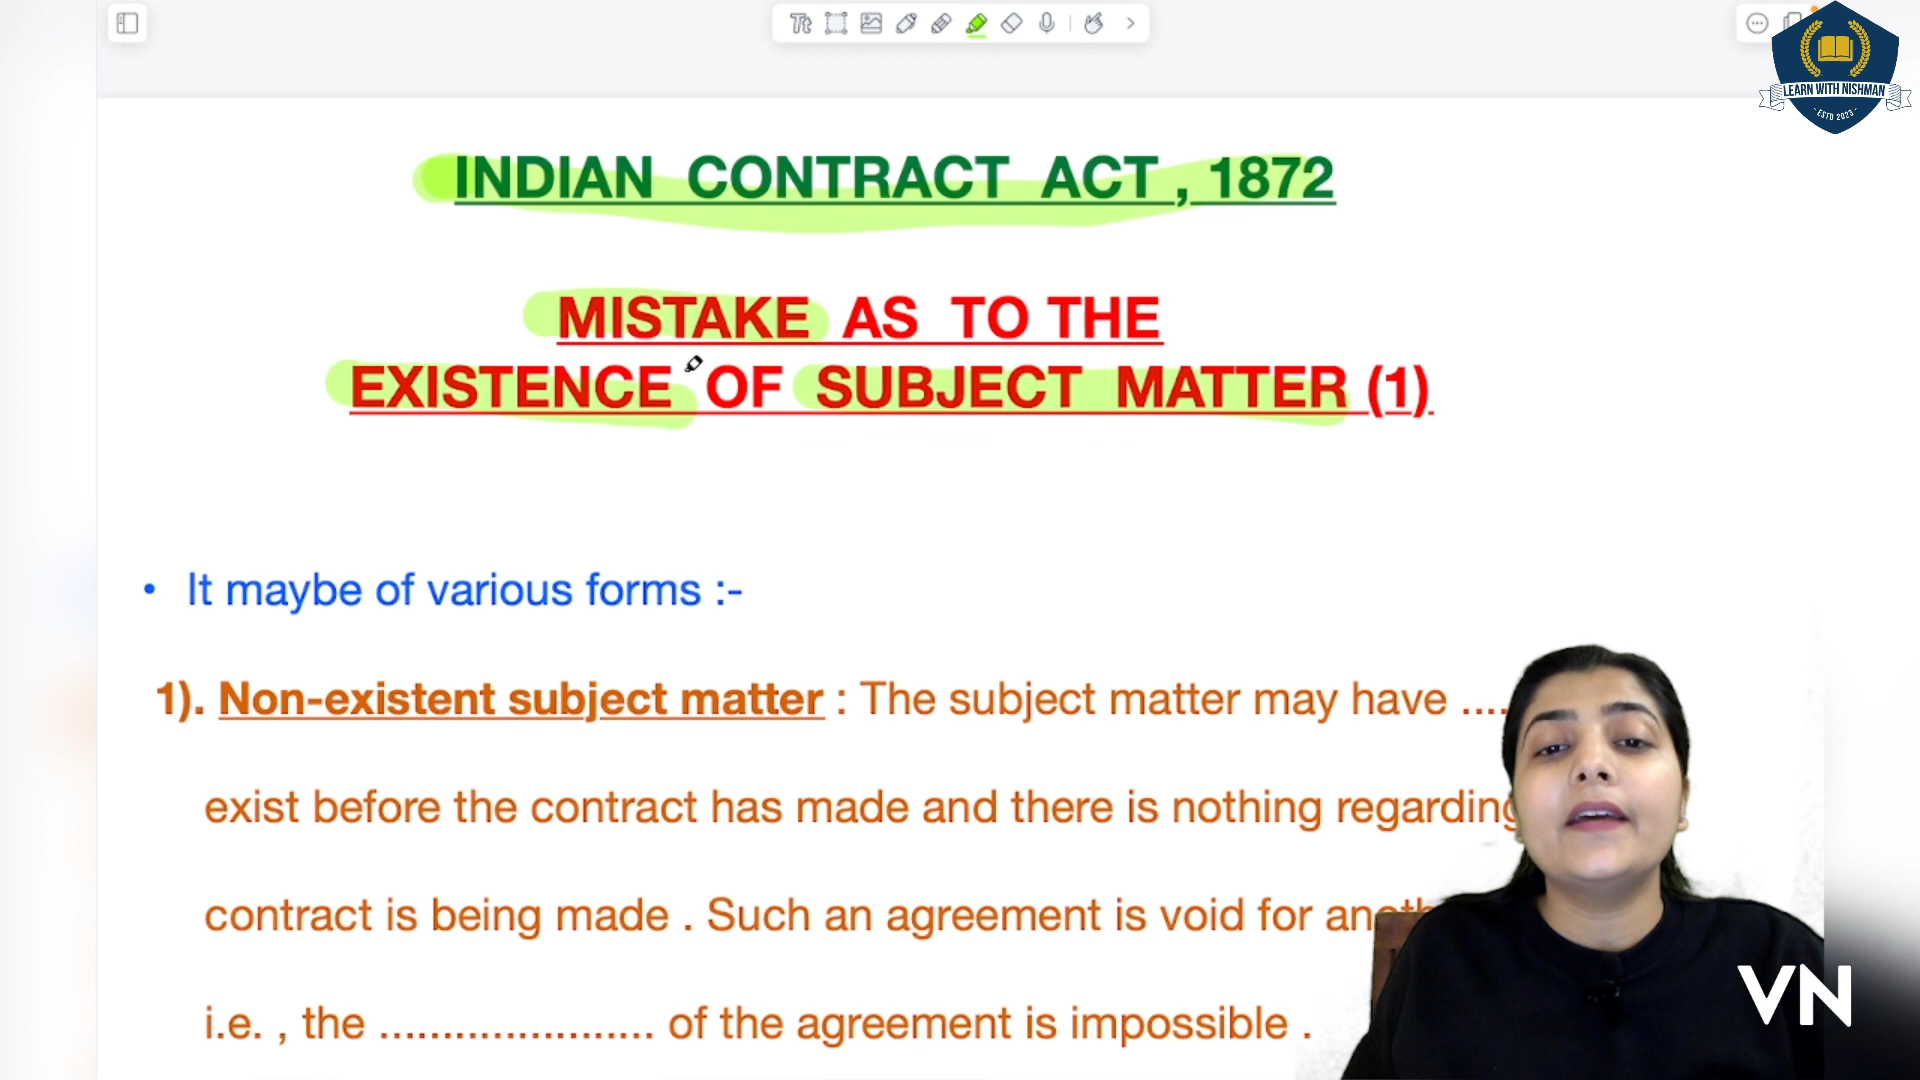 LEARN WITH NISHMAN
- ESTD 2023 -
INDIAN CONTRACT ACT , 1872
MISTAKE AS TO THE
EXISTENCE OF SUBJECT MATTER (1)
• It maybe of various forms :-
1). Non-existent subject matter : The subject matter may have ....
exist before the contract has made and there is nothing regarding
contract is being made . Such an agreement is void for
i.e. , the ...................... of the agreement is impossible .
VN